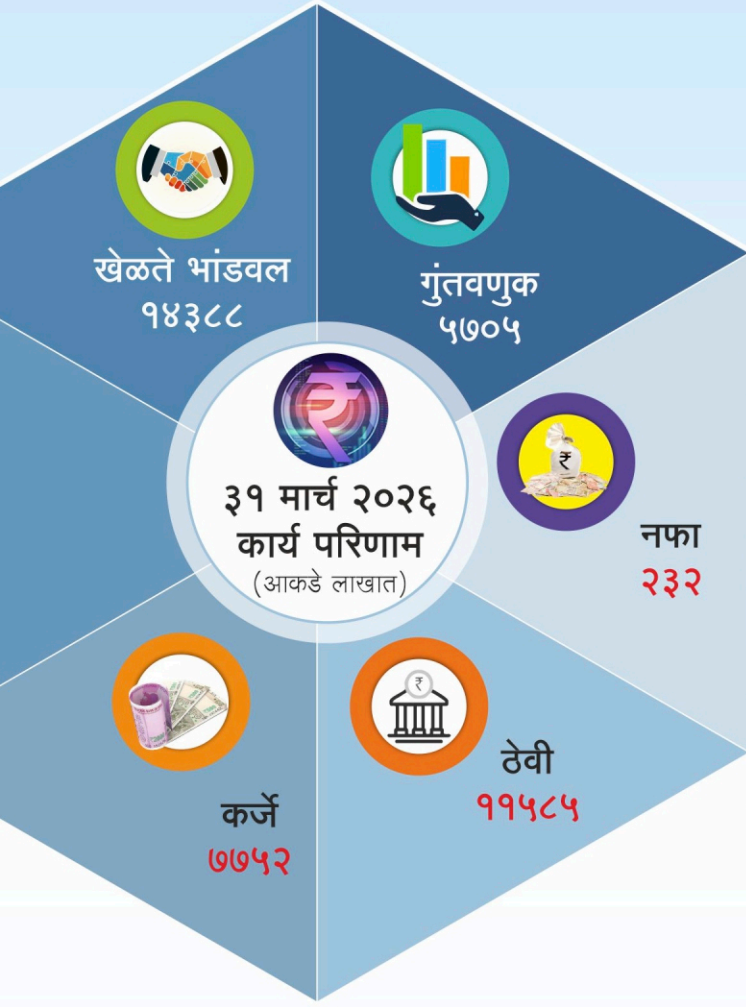 खेळते भांडवल
१४३८८
गुंतवणुक
५७०५
३१ मार्च २०२६
कार्य परिणाम
(आकडे लाखात)
नफा
२३२
ठेवी
११५८५
कर्जे
७७५२